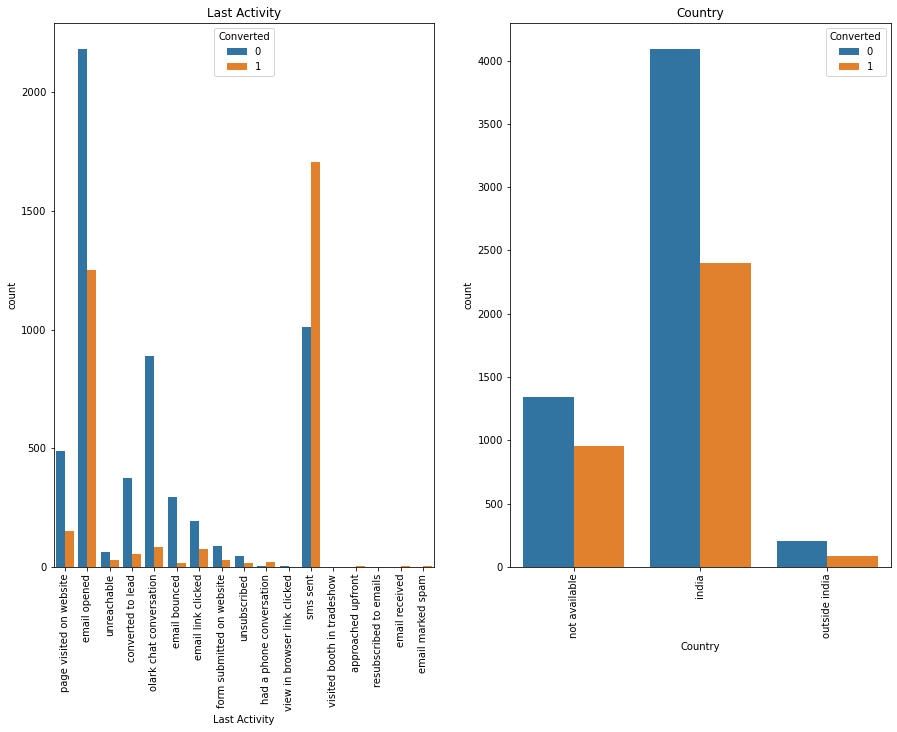 Last Activity
Converted
0
1
2000
1500
1000
500
0
count
page visited on website
email opened
unreachable
converted to lead
olark chat conversation
email bounced
email link clicked
form submitted on website
unsubscribed
had a phone conversation
view in browser link clicked
sms sent
visited booth in tradeshow
approached upfront
resubscribed to emails
email received
email marked spam
Last Activity
Country
Converted
0
1
4000
3500
3000
2500
2000
1500
1000
500
0
count
not available
india
outside india
Country